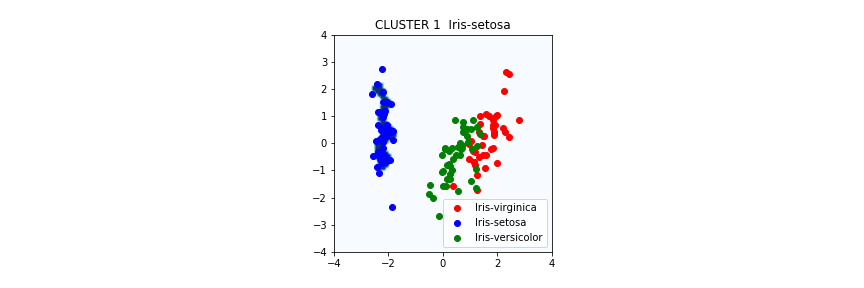 CLUSTER 1 Iris-setosa
4
3
2
1
0
−1
−2
−3
−4
−4 −2 0 2 4
Iris-virginica
Iris-setosa
Iris-versicolor